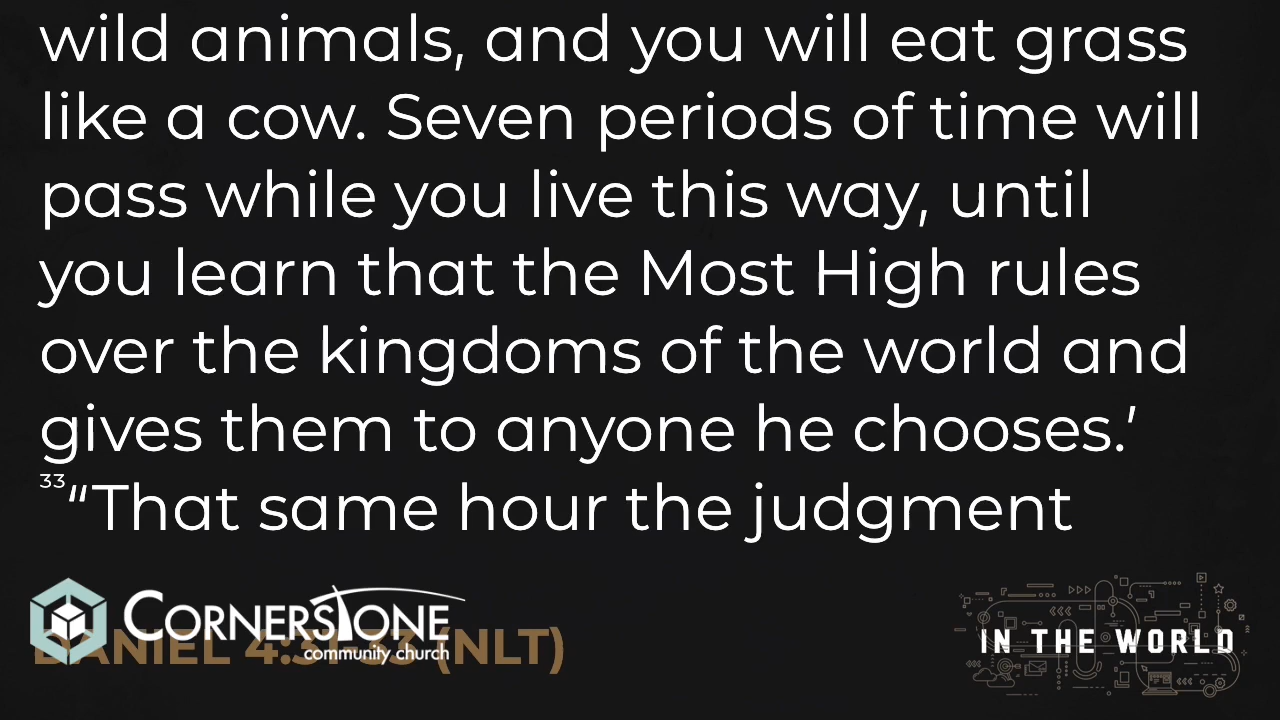 wild animals, and you will eat grass
like a cow. Seven periods of time will
pass while you live this way, until
you learn that the Most High rules
over the kingdoms of the world and
gives them to anyone he chooses.’
33“That same hour the judgment
CORNERSTONE
community church
DANIEL (NLT)
IN THE WORLD